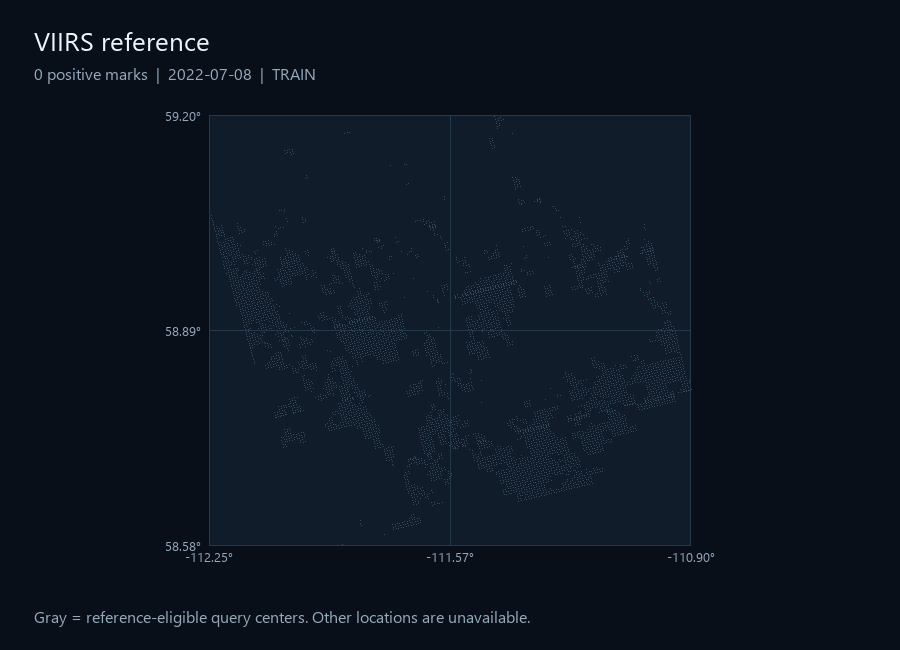 VIIRS reference
0 positive marks | 2022-07-08 | TRAIN
59.20°
58.89°
58.58°
-112.25°
-111.57°
-110.90°
Gray = reference-eligible query centers. Other locations are unavailable.